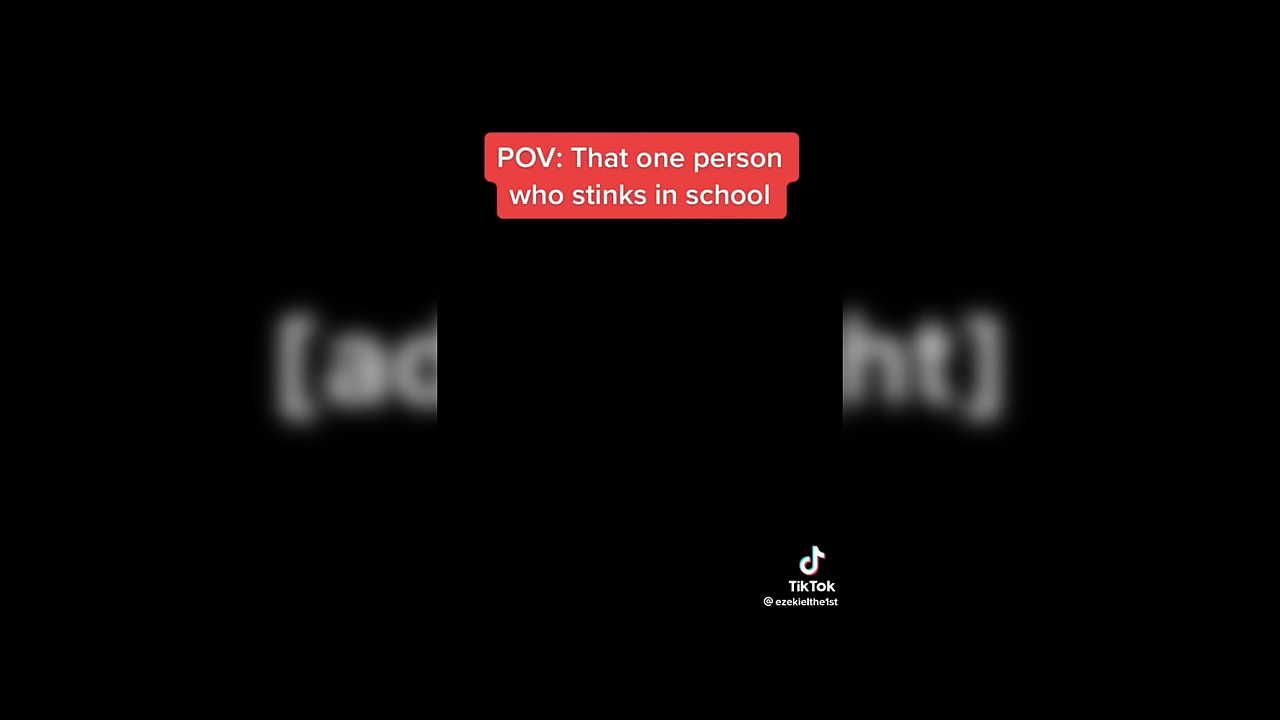 POV: That one person
who stinks in school
TikTok
@ezekielthe1st